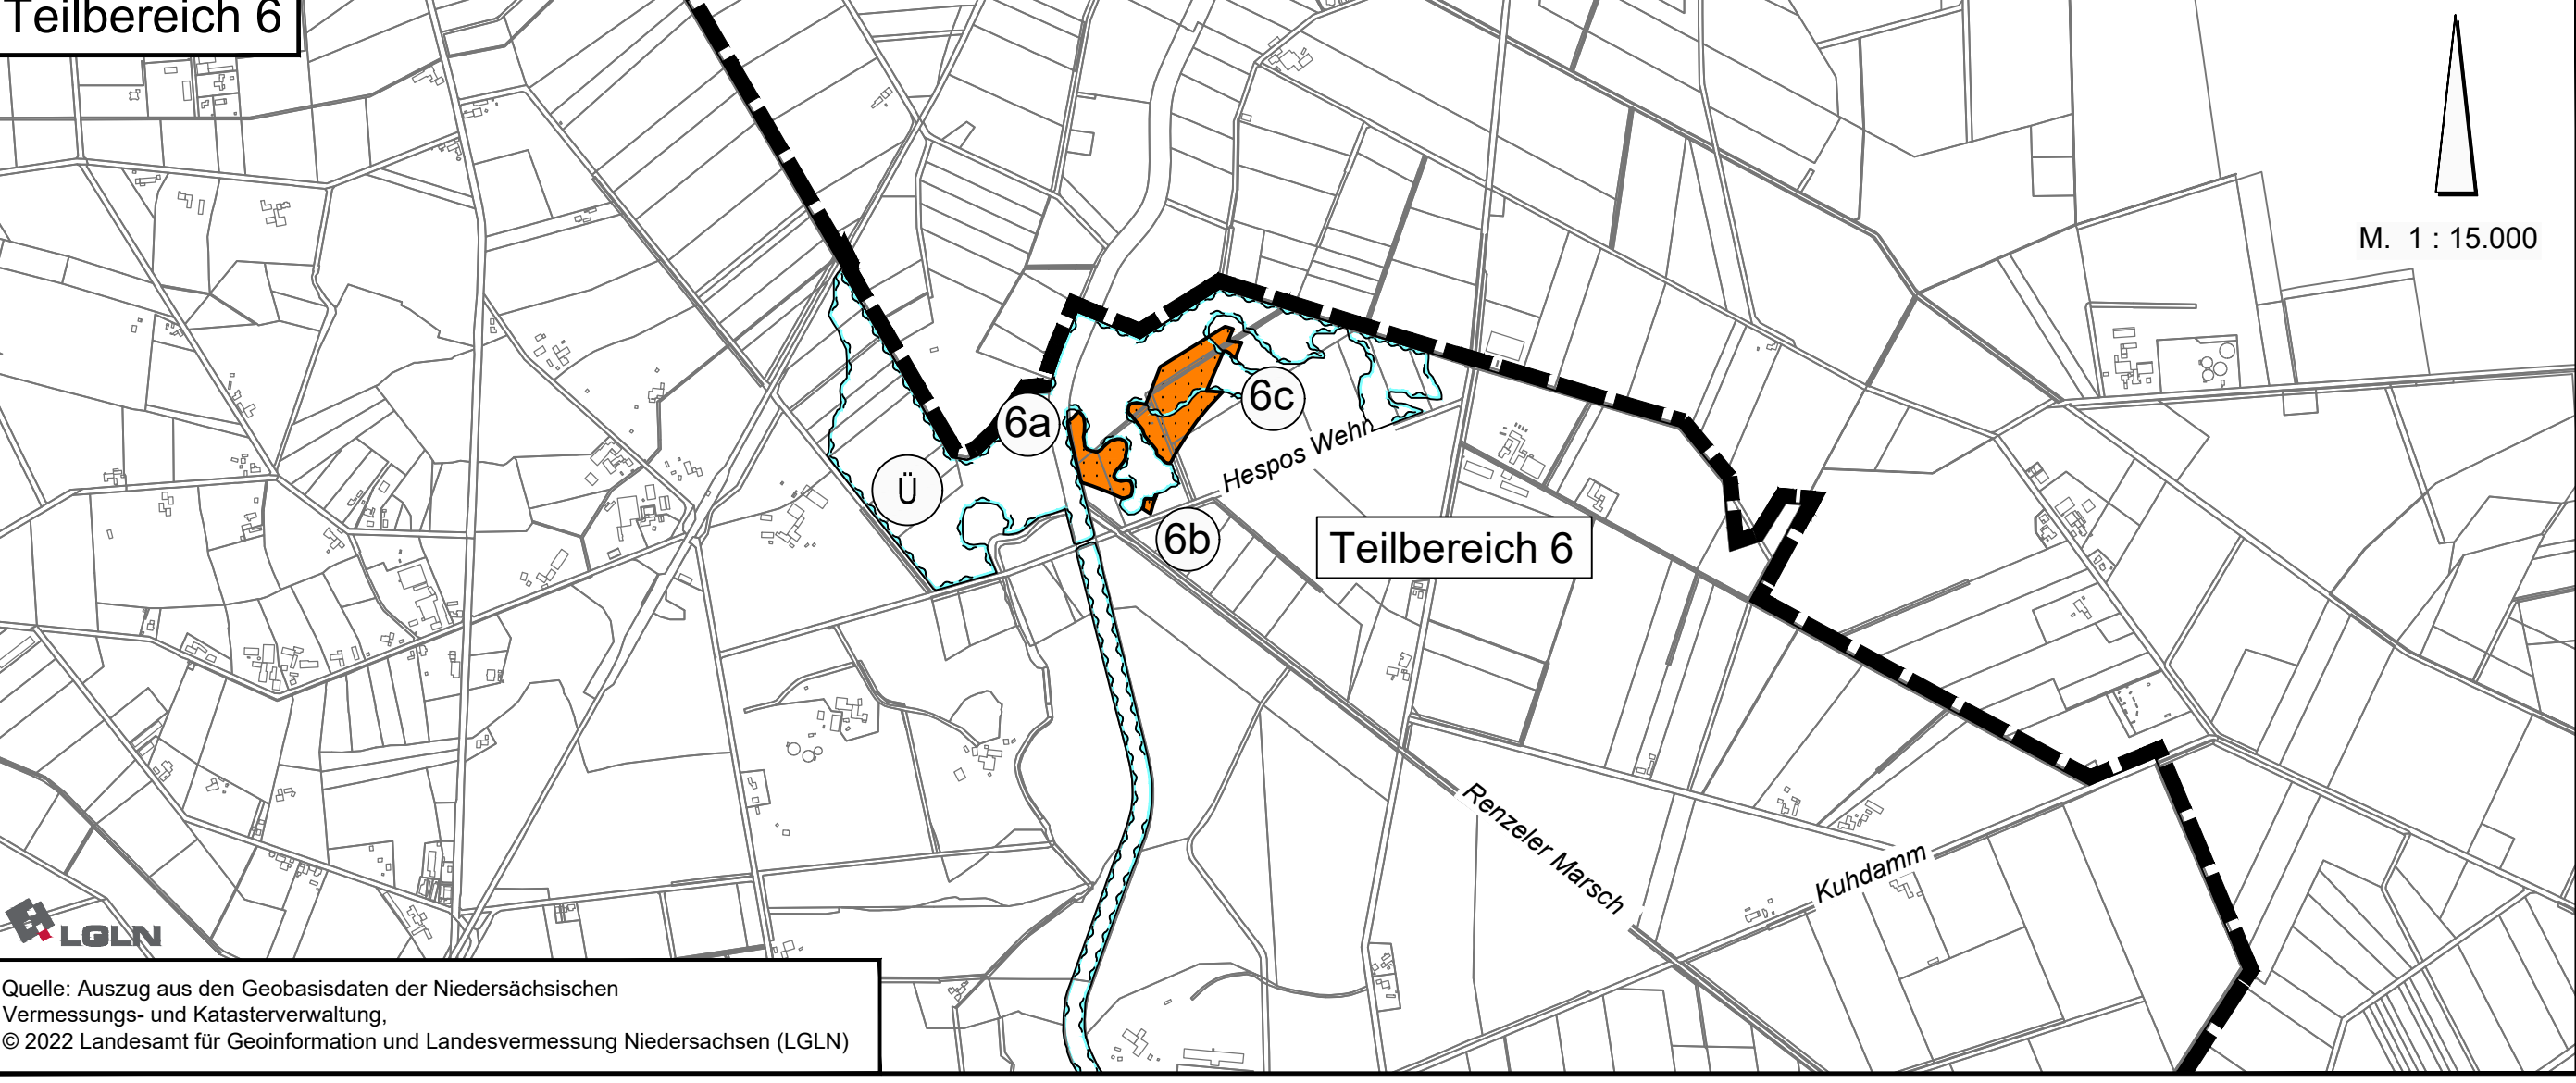 Teilbereich 6
M. 1 : 15.000
6a
6c
Hespos Wehr
Ü
6b
Teilbereich 6
Renzeler Marsch
Kuhdamm
LGLN
Quelle: Auszug aus den Geobasisdaten der Niedersächsischen
Vermessungs- und Katasterverwaltung,
© 2022 Landesamt für Geoinformation und Landesvermessung Niedersachsen (LGLN)